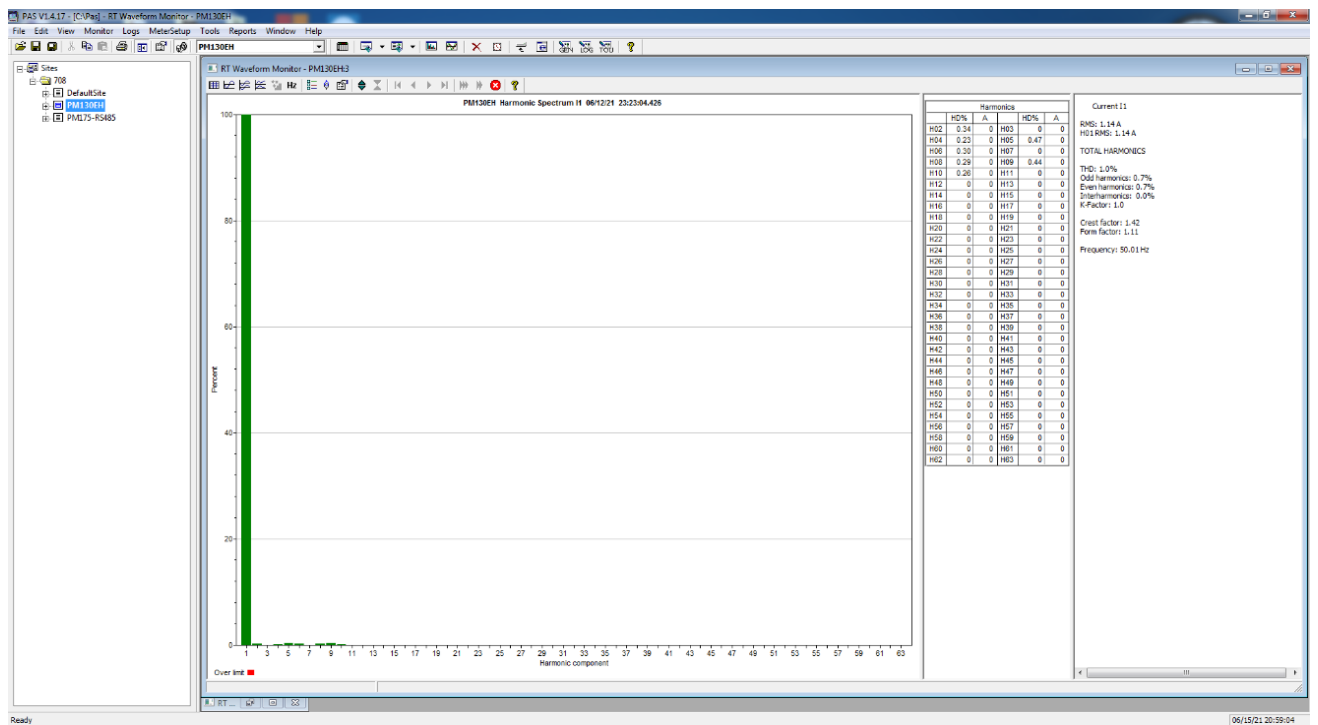 PAS V1.4.17 - [C:\Pas] - RT Waveform Monitor - PM130EH
File Edit View Monitor Logs MeterSetup Tools Reports Window Help
PM130EH
GEN LOG TOU
Sites
708
DefaultSite
PM130EH
PM175-RS485
RT Waveform Monitor - PM130EH:3
Hz
PM130EH Harmonic Spectrum I1 06/12/21 23:23:04.426
100
80
60
40
20
0
Percent
1 3 5 7 9 11 13 15 17 19 21 23 25 27 29 31 33 35 37 39 41 43 45 47 49 51 53 55 57 59 61 63
Harmonic component
Over limit
Harmonics
HD% A HD% A
H02 0.34 0 H03 0 0
H04 0.23 0 H05 0.47 0
H06 0.30 0 H07 0 0
H08 0.29 0 H09 0.44 0
H10 0.26 0 H11 0 0
H12 0 0 H13 0 0
H14 0 0 H15 0 0
H16 0 0 H17 0 0
H18 0 0 H19 0 0
H20 0 0 H21 0 0
H22 0 0 H23 0 0
H24 0 0 H25 0 0
H26 0 0 H27 0 0
H28 0 0 H29 0 0
H30 0 0 H31 0 0
H32 0 0 H33 0 0
H34 0 0 H35 0 0
H36 0 0 H37 0 0
H38 0 0 H39 0 0
H40 0 0 H41 0 0
H42 0 0 H43 0 0
H44 0 0 H45 0 0
H46 0 0 H47 0 0
H48 0 0 H49 0 0
H50 0 0 H51 0 0
H52 0 0 H53 0 0
H54 0 0 H55 0 0
H56 0 0 H57 0 0
H58 0 0 H59 0 0
H60 0 0 H61 0 0
H62 0 0 H63 0 0
Current I1
RMS: 1.14 A
H01 RMS: 1.14 A
TOTAL HARMONICS
THD: 1.0%
Odd harmonics: 0.7%
Even harmonics: 0.7%
Interharmonics: 0.0%
K-Factor: 1.0
Crest factor: 1.42
Form factor: 1.11
Frequency: 50.01 Hz
RT ...
Ready
06/15/21 20:59:04